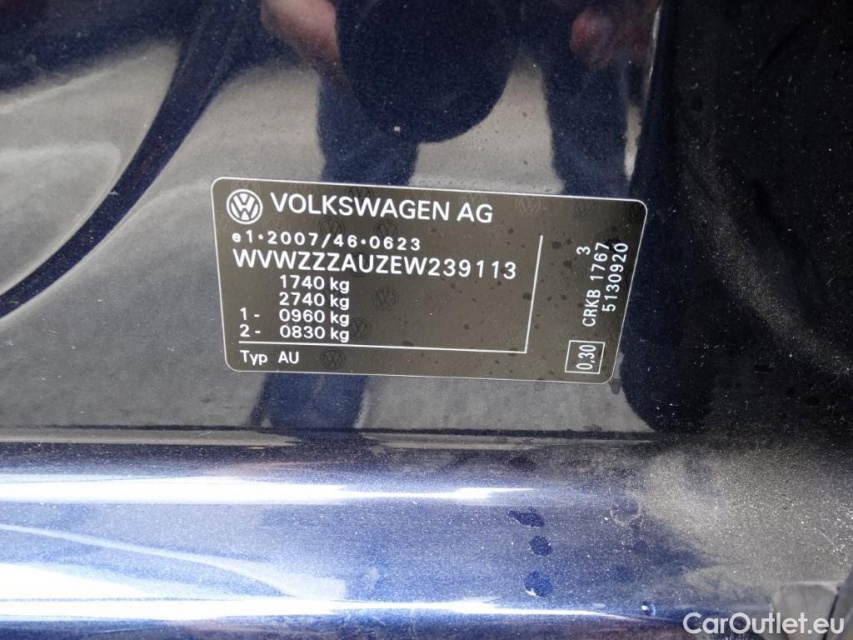 VOLKSWAGEN AG
e1*2007/46*0623
WVWZZZAUZEW239113
1740 kg
2740 kg
1- 0960 kg
2- 0830 kg
Typ AU
3
CRKB 1767
5130920
0,30
CarOutlet.eu